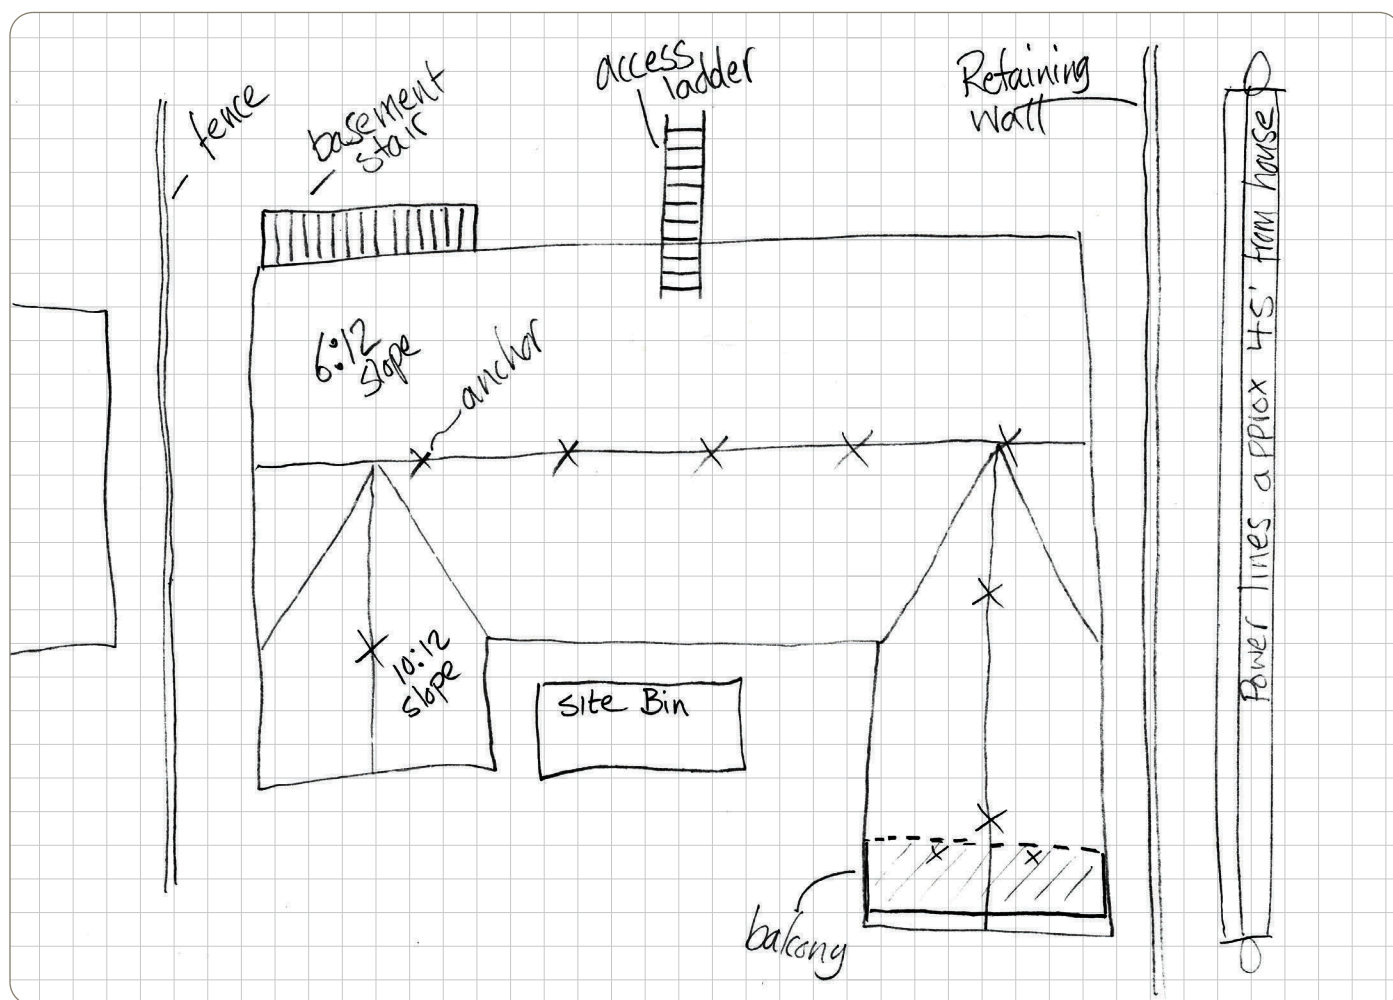 fence
basement
stair
access
ladder
Retaining
wall
6:12
slope
anchor
10:12
slope
Site Bin
balcony
Power lines approx 45' from house